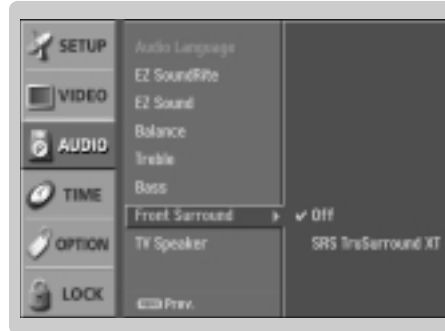 SETUP
VIDEO
AUDIO
TIME
OPTION
LOCK
Audio Language
EZ SoundRite
EZ Sound
Balance
Treble
Bass
Front Surround
TV Speaker
Prev.
✔ Off
SRS TruSurround XT